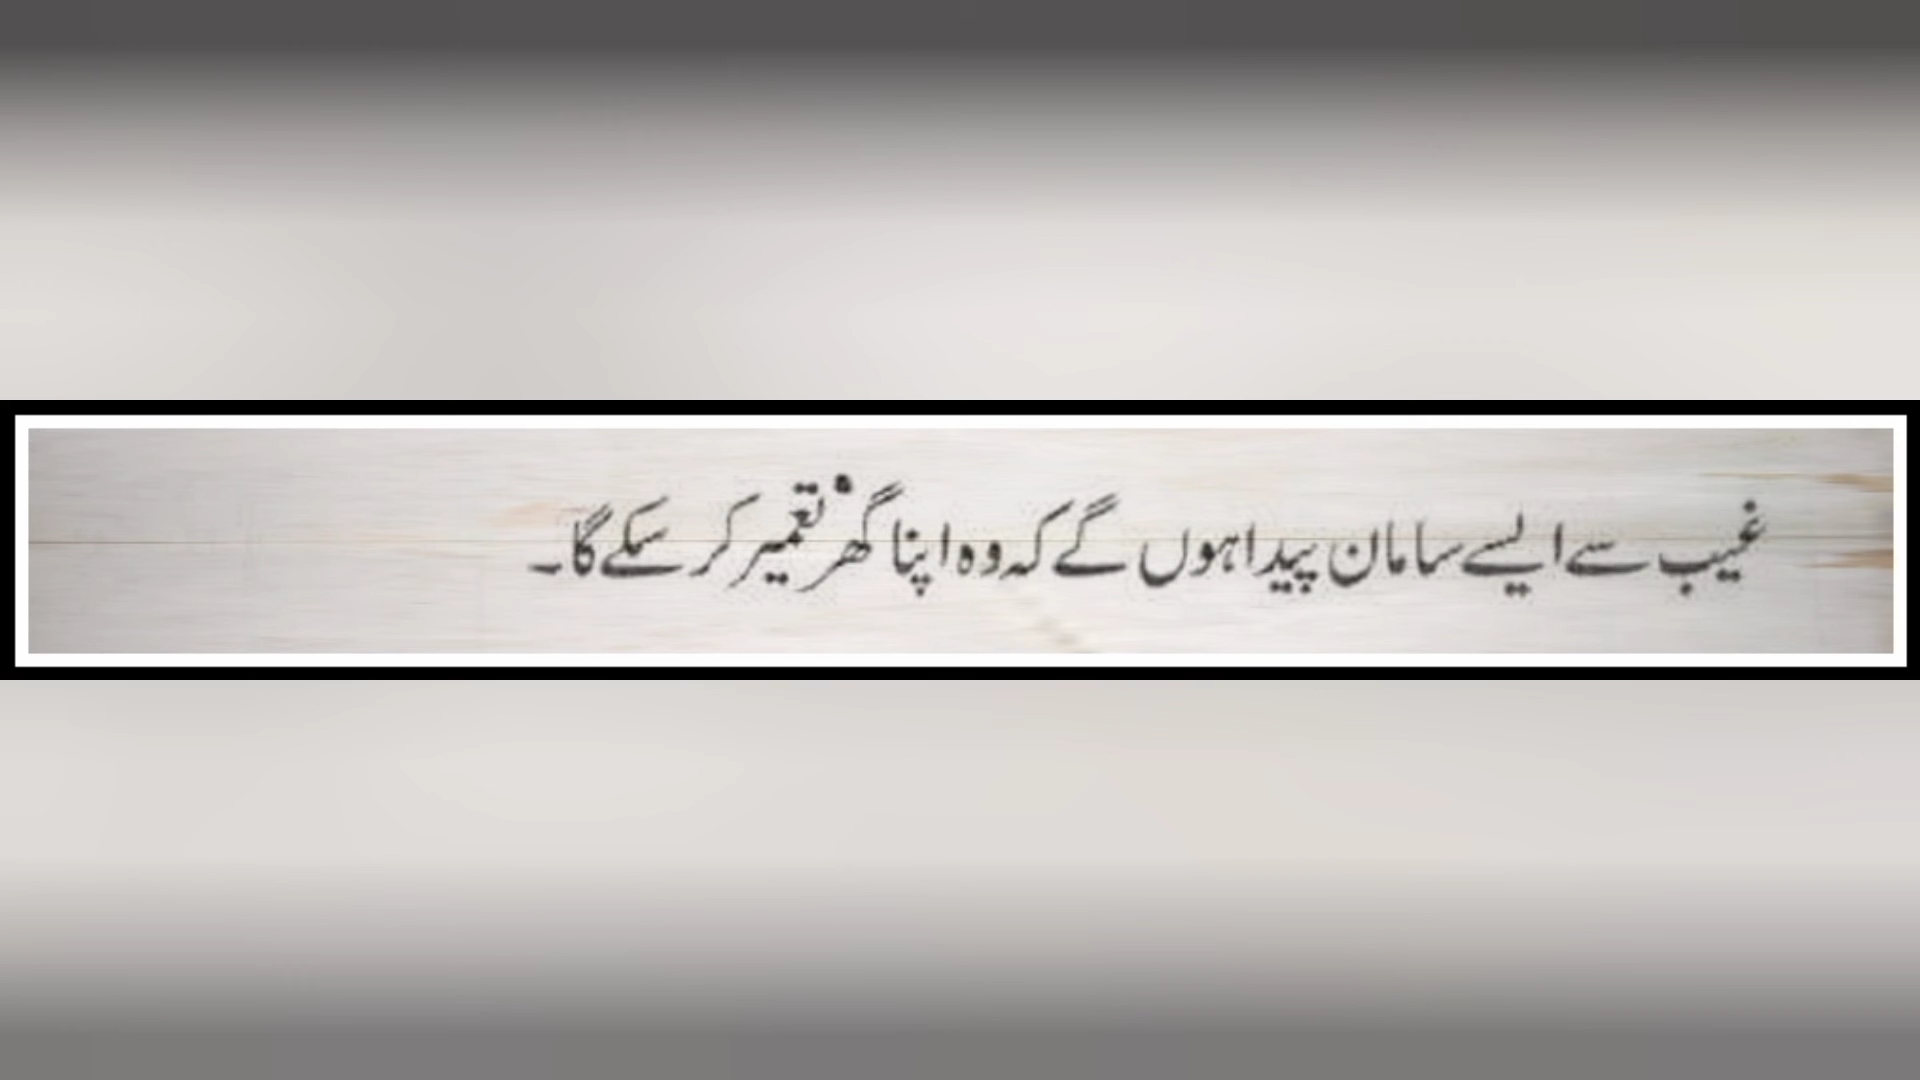 غیب سے ایسے سامان پیدا ہوں گے کہ وہ اپنا گھر تعمیر کر سکے گا۔